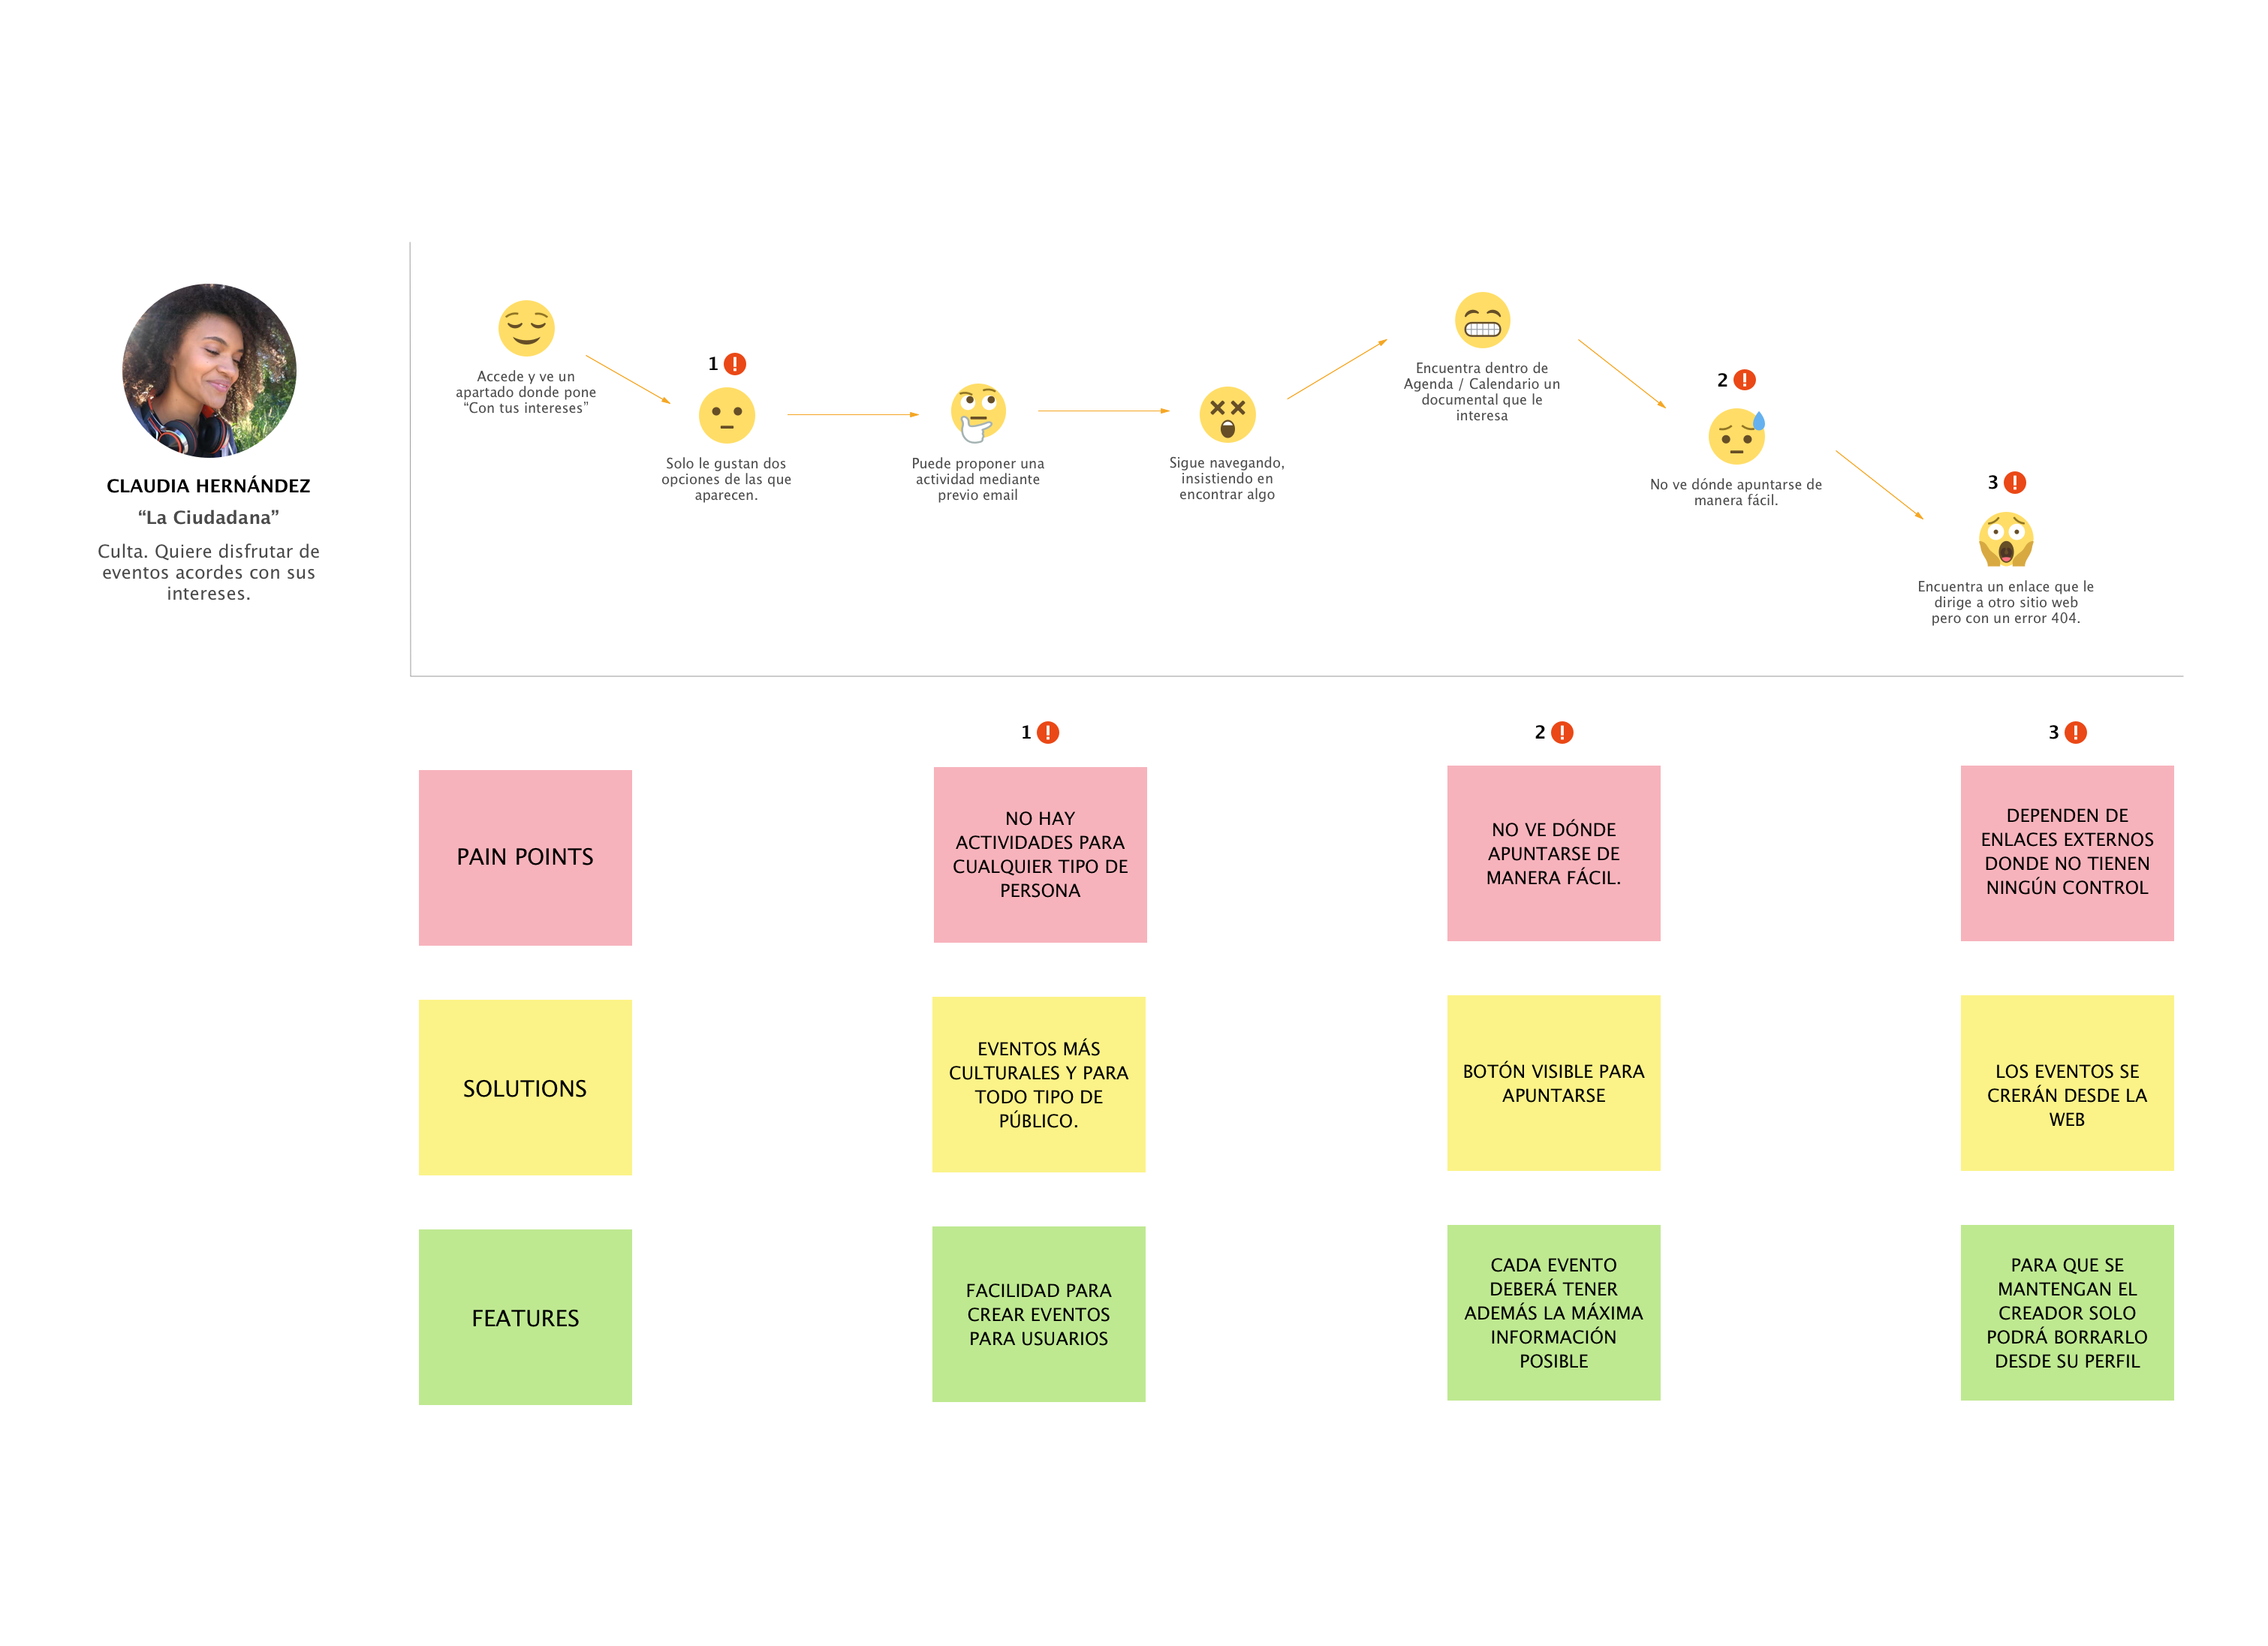 CLAUDIA HERNÁNDEZ
“La Ciudadana”
Culta. Quiere disfrutar de
eventos acordes con sus
intereses.
Accede y ve un
apartado donde pone
“Con tus intereses”
1 !
Solo le gustan dos
opciones de las que
aparecen.
Puede proponer una
actividad mediante
previo email
Sigue navegando,
insistiendo en
encontrar algo
Encuentra dentro de
Agenda / Calendario un
documental que le
interesa
2 !
No ve dónde apuntarse de
manera fácil.
3 !
Encuentra un enlace que le
dirige a otro sitio web
pero con un error 404.
1 !
2 !
3 !
PAIN POINTS
NO HAY
ACTIVIDADES PARA
CUALQUIER TIPO DE
PERSONA
NO VE DÓNDE
APUNTARSE DE
MANERA FÁCIL.
DEPENDEN DE
ENLACES EXTERNOS
DONDE NO TIENEN
NINGÚN CONTROL
SOLUTIONS
EVENTOS MÁS
CULTURALES Y PARA
TODO TIPO DE
PÚBLICO.
BOTÓN VISIBLE PARA
APUNTARSE
LOS EVENTOS SE
CRERÁN DESDE LA
WEB
FEATURES
FACILIDAD PARA
CREAR EVENTOS
PARA USUARIOS
CADA EVENTO
DEBERÁ TENER
ADEMÁS LA MÁXIMA
INFORMACIÓN
POSIBLE
PARA QUE SE
MANTENGAN EL
CREADOR SOLO
PODRÁ BORRARLO
DESDE SU PERFIL